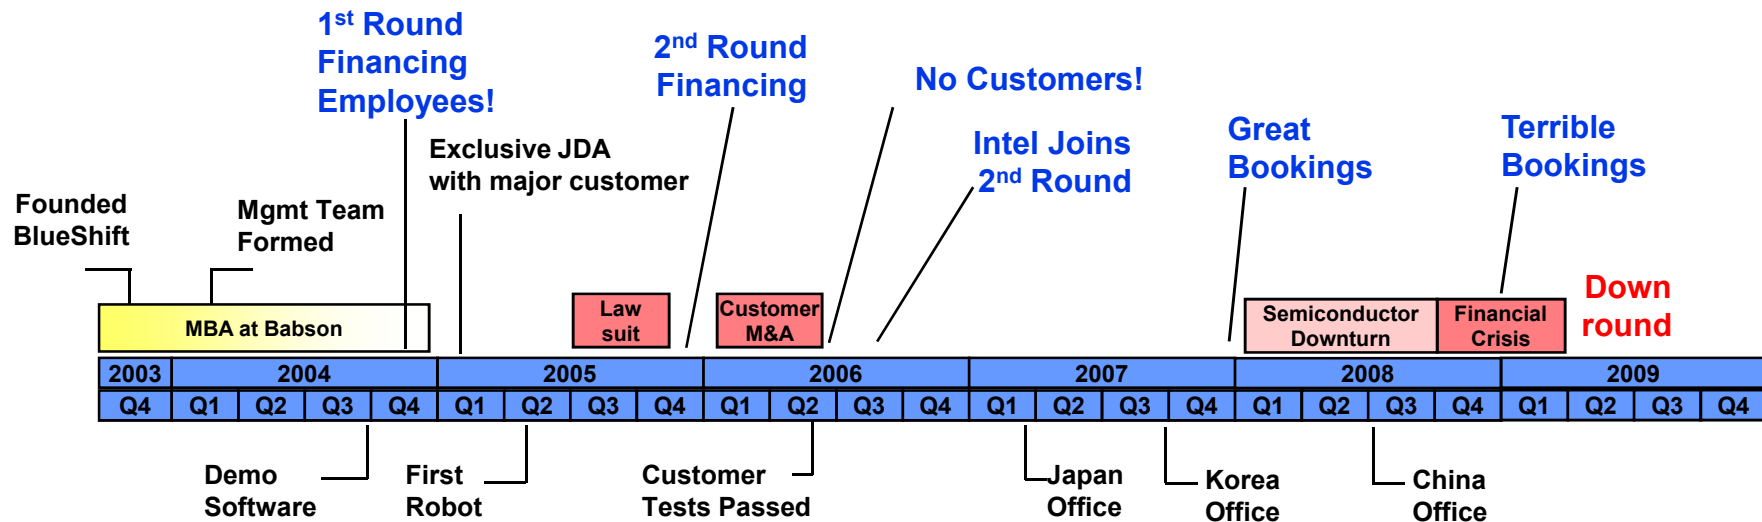 1st Round
Financing
Employees!
2nd Round
Financing
No Customers!
Exclusive JDA
with major customer
Intel Joins
2nd Round
Great
Bookings
Terrible
Bookings
Founded
BlueShift
Mgmt Team
Formed
MBA at Babson
Law
suit
Customer
M&A
Semiconductor
Downturn
Financial
Crisis
Down
round
2003 2004 2005 2006 2007 2008 2009
Q4 Q1 Q2 Q3 Q4 Q1 Q2 Q3 Q4 Q1 Q2 Q3 Q4 Q1 Q2 Q3 Q4 Q1 Q2 Q3 Q4 Q1 Q2 Q3 Q4
Demo
Software
First
Robot
Customer
Tests Passed
Japan
Office
Korea
Office
China
Office